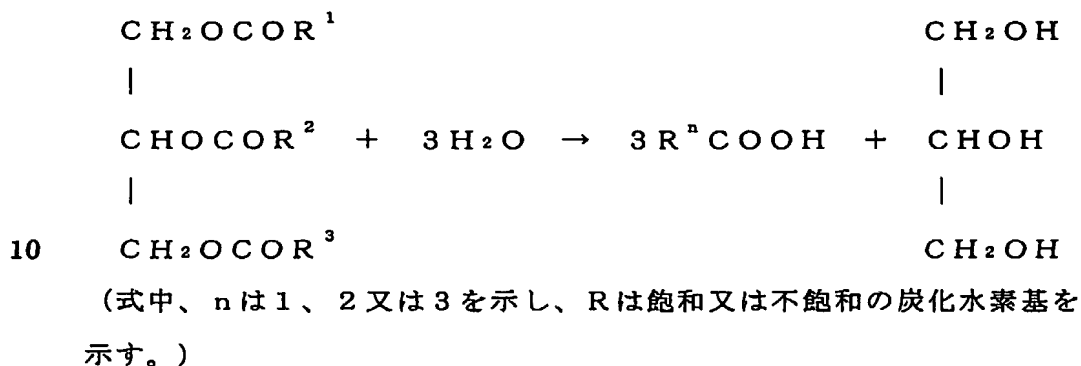 CH₂OCOR¹ CH₂OH
| |
CHOCOR² + 3H₂O → 3RⁿCOOH + CHOH
| |
10 CH₂OCOR³ CH₂OH
(式中、nは1、2又は3を示し、Rは飽和又は不飽和の炭化水素基を
示す。)